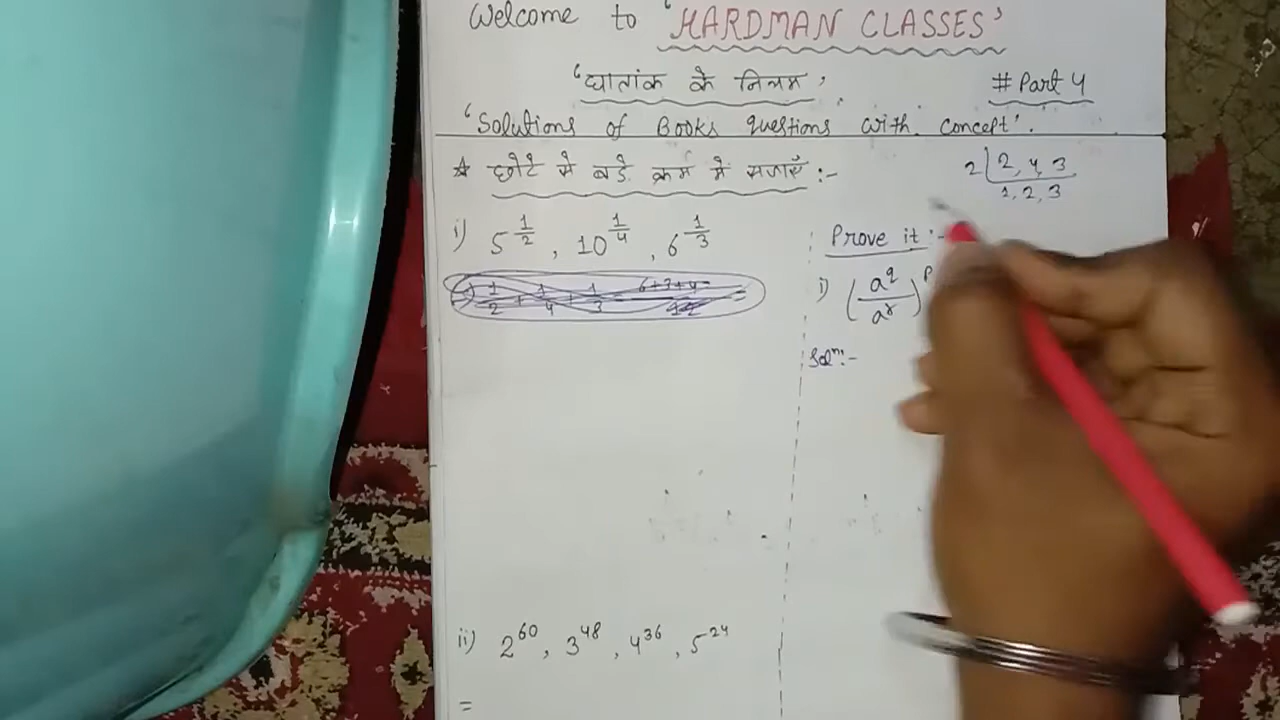 Welcome to 'HARDMAN CLASSES'
'घातांक के नियम' # Part 4
'Solutions of Books questions with concept'.
☆ छोटे से बड़े क्रम में सजाएँ :-
2 | 2, 4, 3
1, 2, 3
i) 5^{1/2}, 10^{1/4}, 6^{1/3}
Prove it :-
i) (a^q/a^r)^p
Solⁿ:-
ii) 2^{60}, 3^{48}, 4^{36}, 5^{24}
=